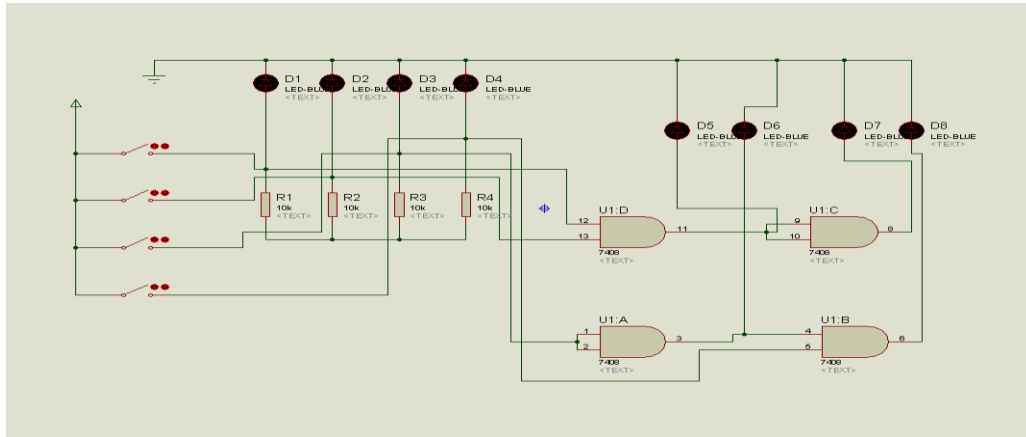 D1
LED-BLUE
<TEXT>
D2
LED-BLUE
<TEXT>
D3
LED-BLUE
<TEXT>
D4
LED-BLUE
<TEXT>
D5
LED-BLUE
<TEXT>
D6
LED-BLUE
<TEXT>
D7
LED-BLUE
<TEXT>
D8
LED-BLUE
<TEXT>
R1
10k
<TEXT>
R2
10k
<TEXT>
R3
10k
<TEXT>
R4
10k
<TEXT>
U1:D
12
13
11
7408
<TEXT>
U1:C
9
10
8
7408
<TEXT>
U1:A
1
2
3
7408
<TEXT>
U1:B
4
5
6
7408
<TEXT>